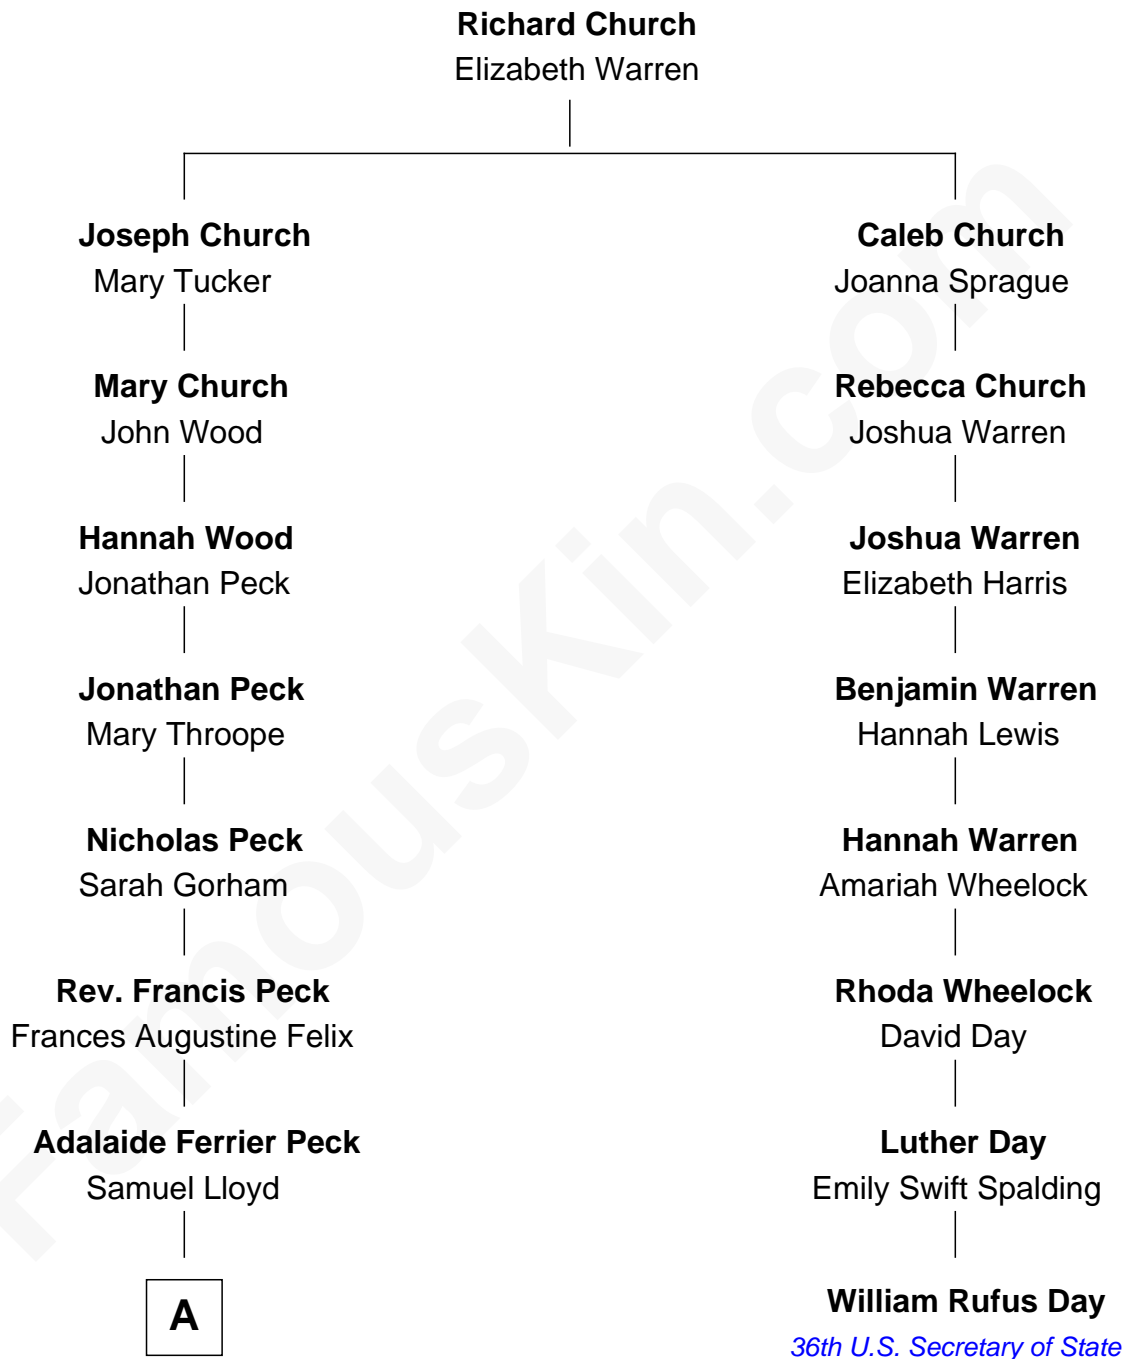 Richard Church
Elizabeth Warren
Joseph Church
Mary Tucker
Caleb Church
Joanna Sprague
Mary Church
John Wood
Rebecca Church
Joshua Warren
Hannah Wood
Jonathan Peck
Joshua Warren
Elizabeth Harris
Jonathan Peck
Mary Throope
Benjamin Warren
Hannah Lewis
Nicholas Peck
Sarah Gorham
Hannah Warren
Amariah Wheelock
Rev. Francis Peck
Frances Augustine Felix
Rhoda Wheelock
David Day
Adalaide Ferrier Peck
Samuel Lloyd
Luther Day
Emily Swift Spalding
A
William Rufus Day
36th U.S. Secretary of State
FamousKin.com